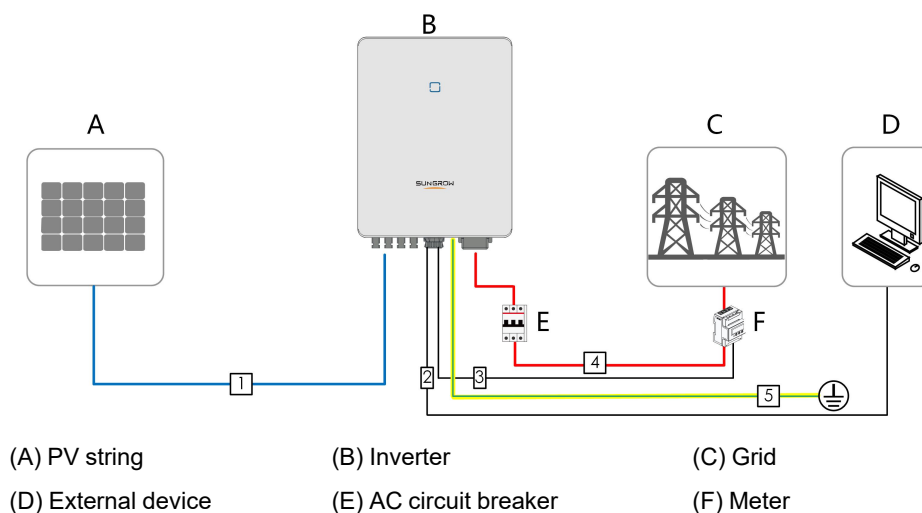 B
A
C
D
SUNGROW
E
F
4
1
2
3
5
(A) PV string
(B) Inverter
(C) Grid
(D) External device
(E) AC circuit breaker
(F) Meter